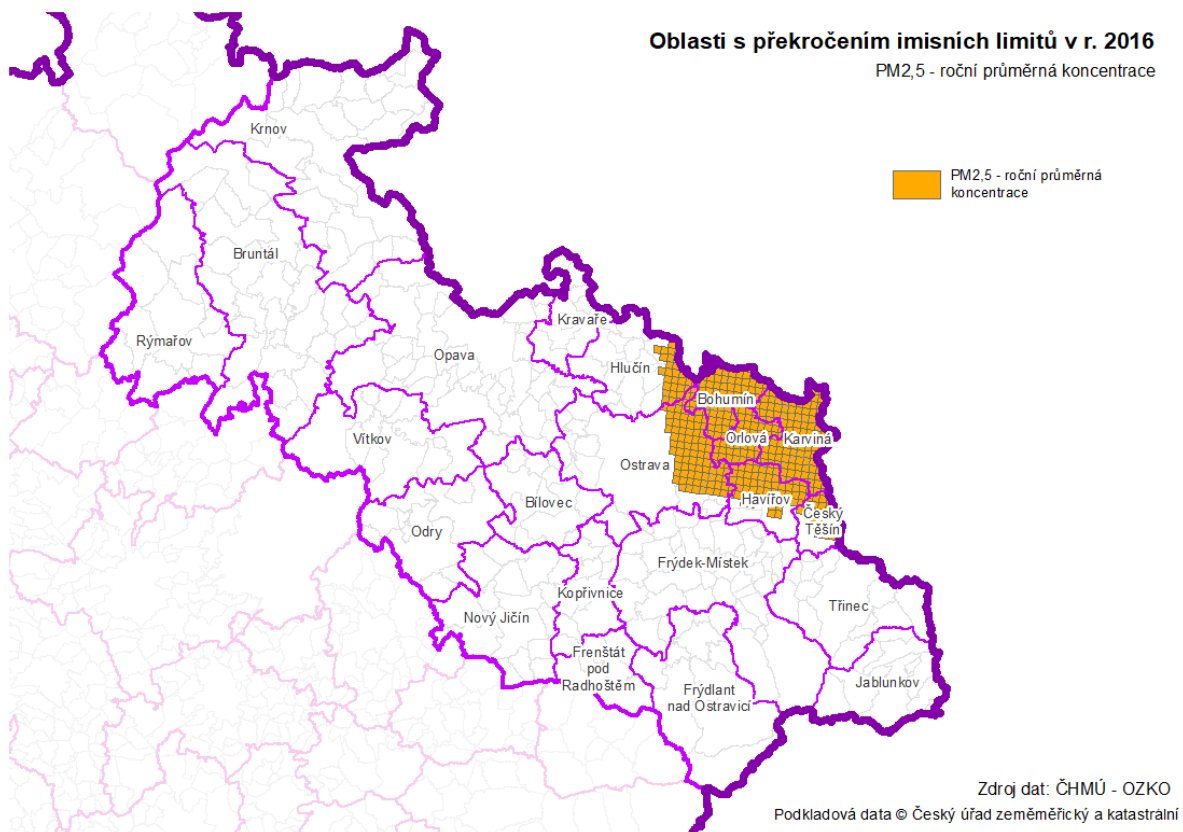 Oblasti s překročením imisních limitů v r. 2016
PM2,5 - roční průměrná koncentrace
PM2,5 - roční průměrná
koncentrace
Krnov
Bruntál
Rýmařov
Kravaře
Opava
Hlučín
Bohumín
Vítkov
Orlová
Karviná
Ostrava
Bílovec
Havířov
Český
Těšín
Odry
Frýdek-Místek
Kopřivnice
Třinec
Nový Jičín
Frenštát
pod
Radhoštěm
Jablunkov
Frýdlant
nad Ostravicí
Zdroj dat: ČHMÚ - OZKO
Podkladová data © Český úřad zeměměřický a katastrální